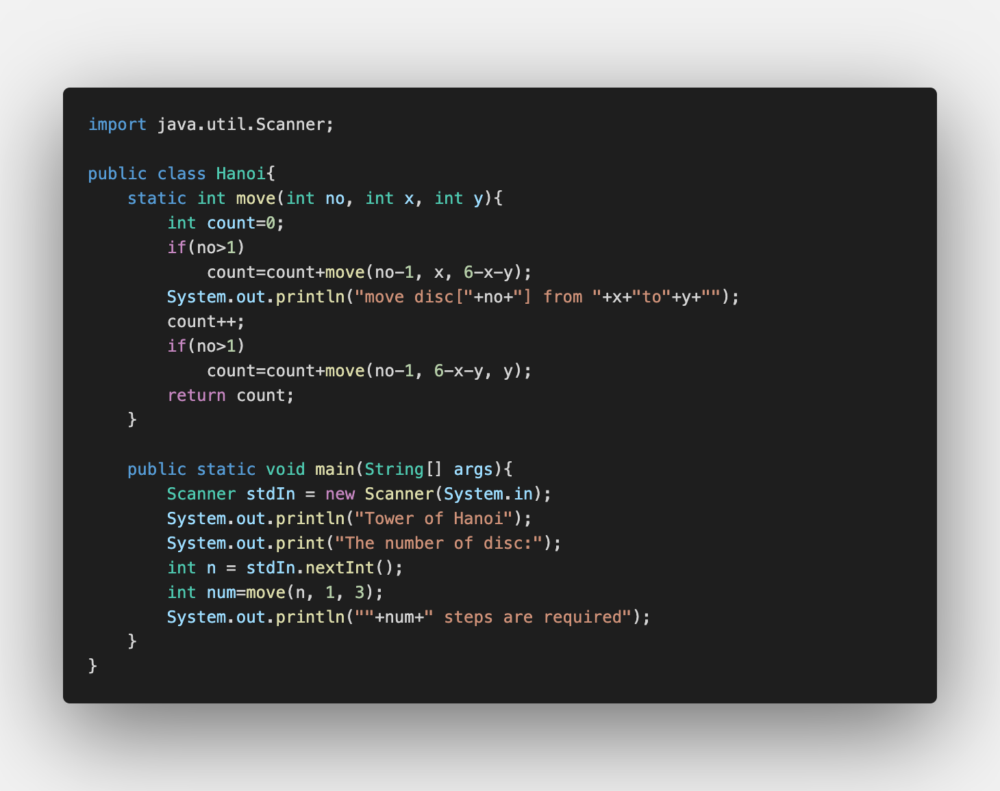 import java.util.Scanner;

public class Hanoi{
    static int move(int no, int x, int y){
        int count=0;
        if(no>1)
            count=count+move(no-1, x, 6-x-y);
        System.out.println("move disc["+no+"] from "+x+"to"+y+"");
        count++;
        if(no>1)
            count=count+move(no-1, 6-x-y, y);
        return count;
    }

    public static void main(String[] args){
        Scanner stdIn = new Scanner(System.in);
        System.out.println("Tower of Hanoi");
        System.out.print("The number of disc:");
        int n = stdIn.nextInt();
        int num=move(n, 1, 3);
        System.out.println(""+num+" steps are required");
    }
}